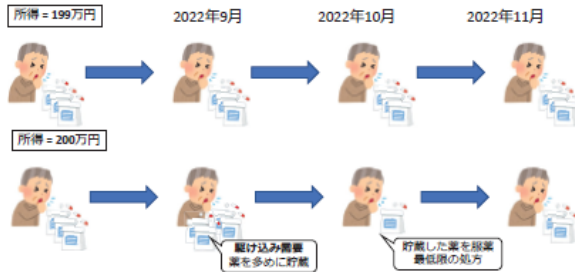 所得 = 199万円
2022年9月
2022年10月
2022年11月
所得 = 200万円
駆け込み需要
薬を多めに貯蔵
貯蔵した薬を服薬
最低限の処方